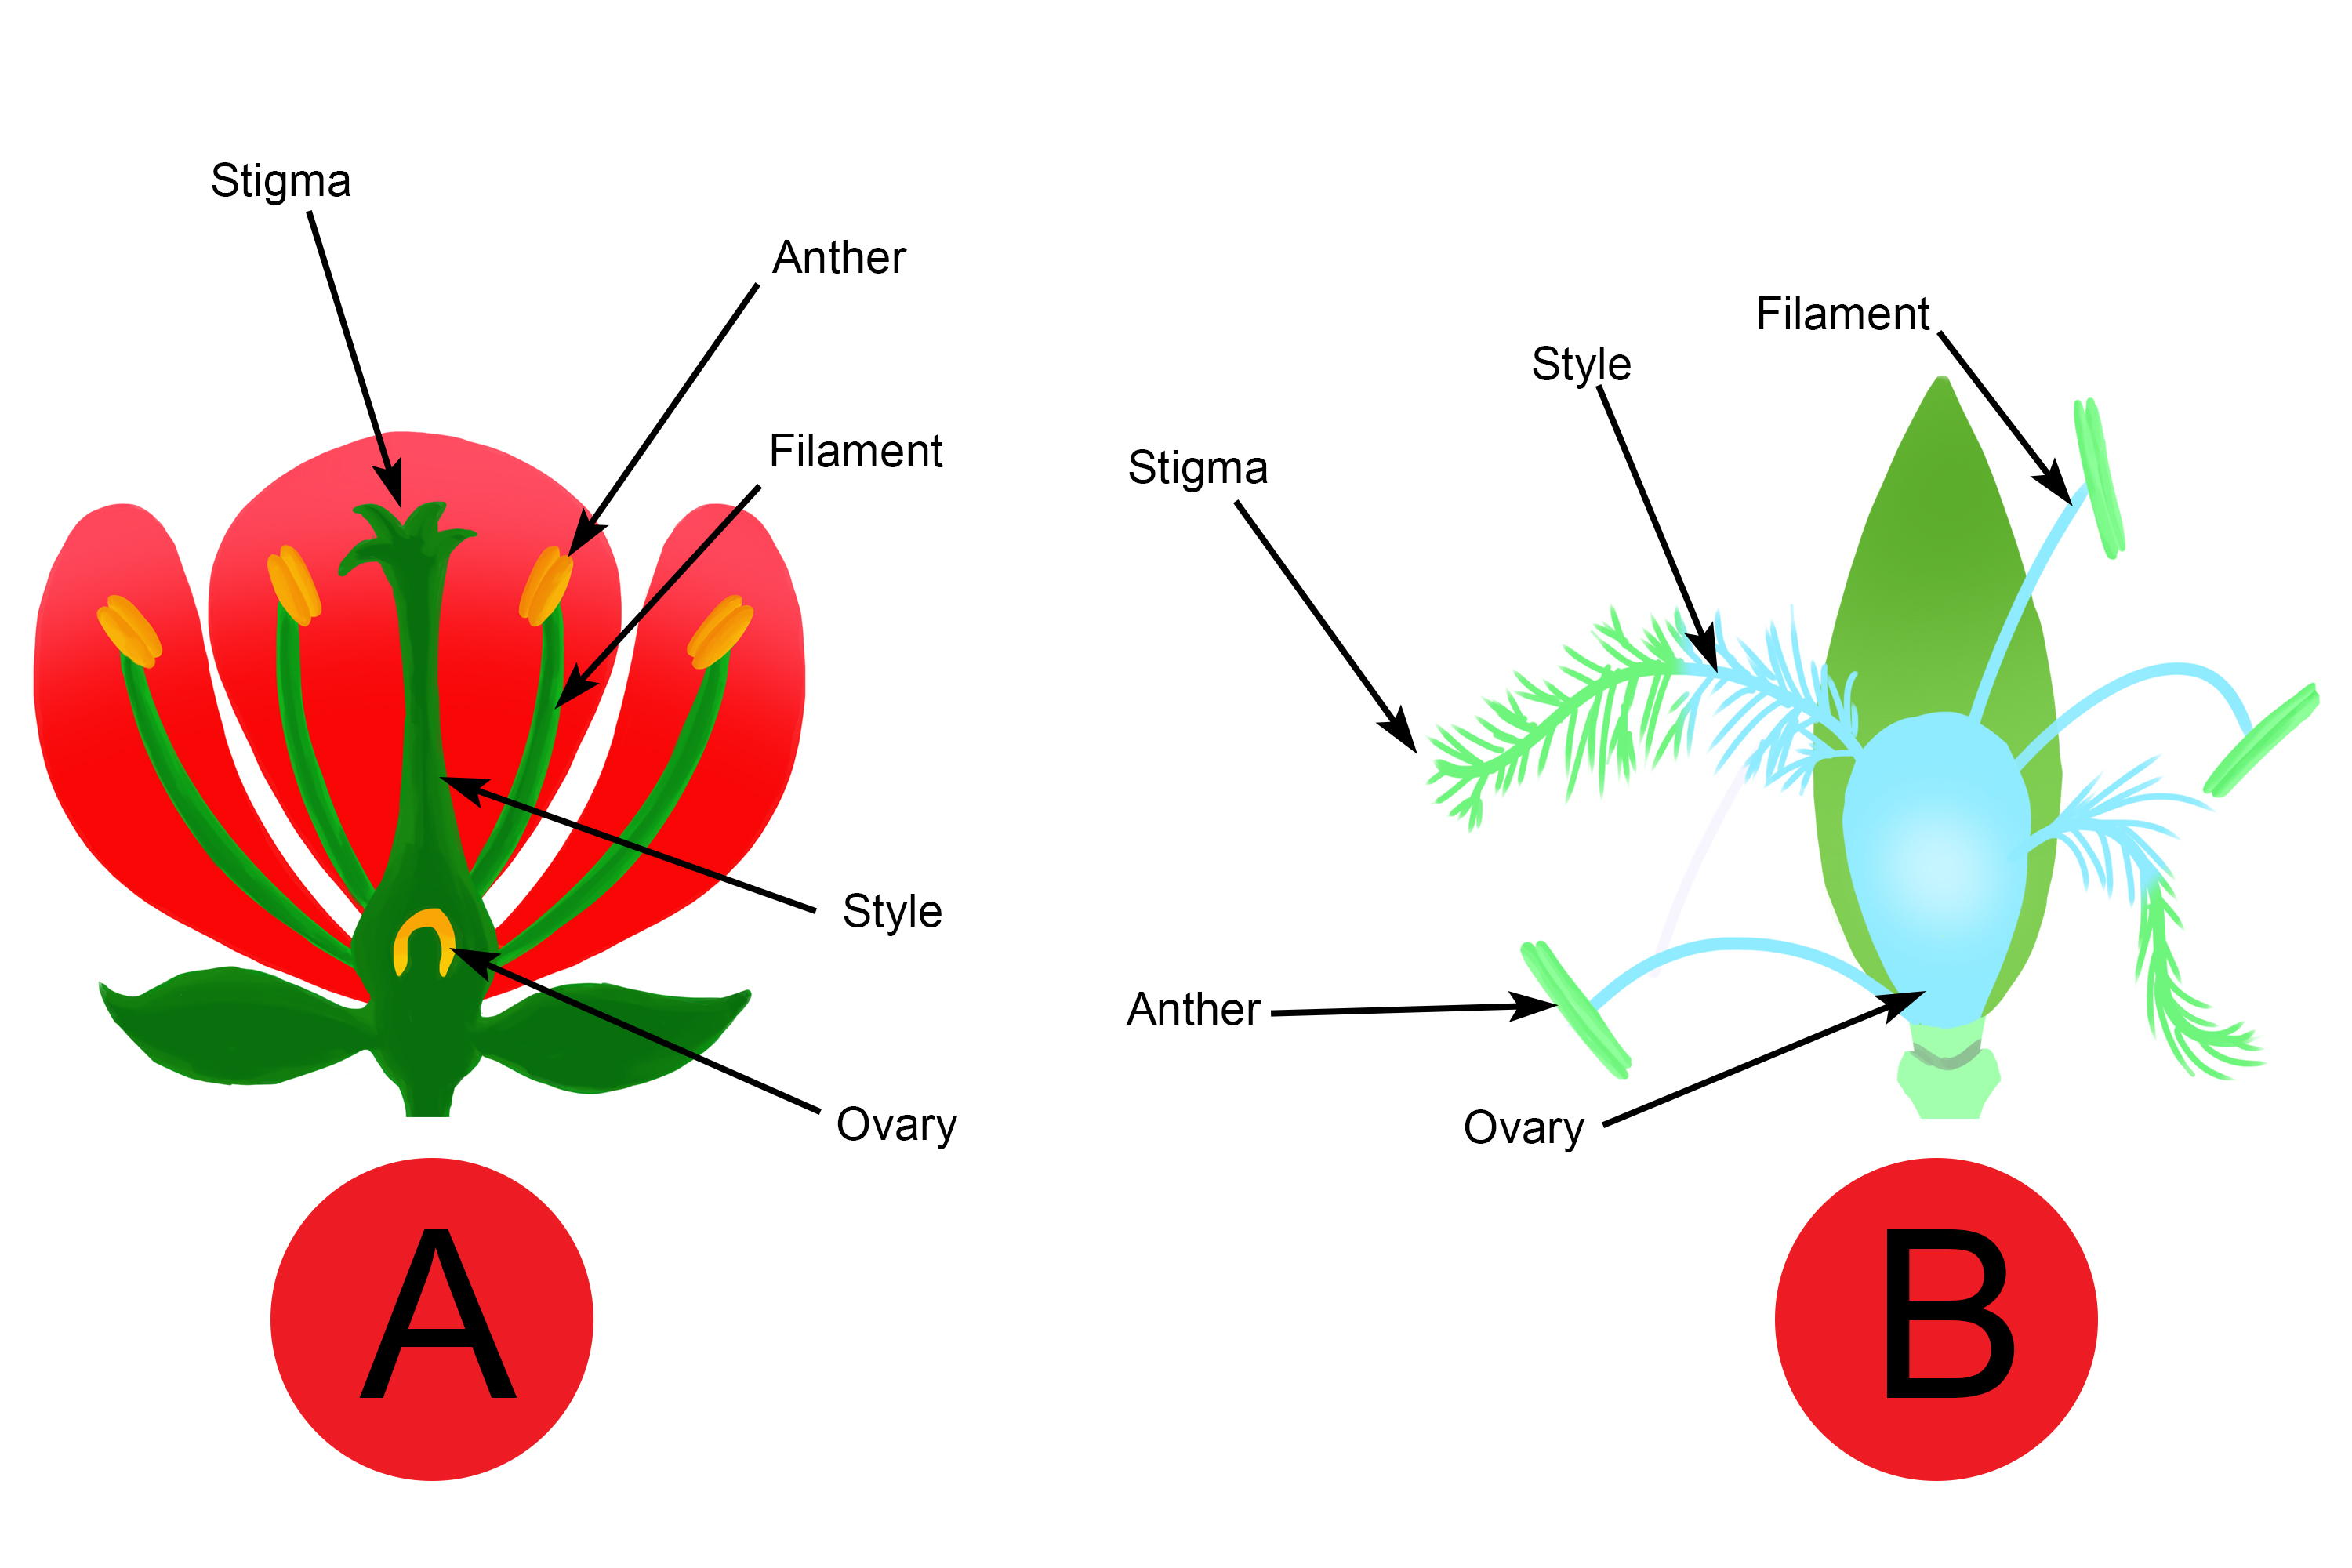 Stigma
Anther
Filament
Style
Ovary
A
Filament
Style
Stigma
Anther
Ovary
B